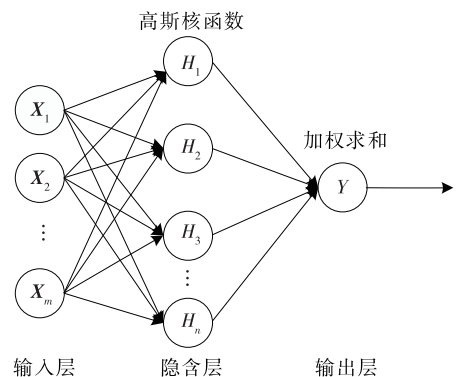 高斯核函数
X₁
X₂
⋮
Xₘ
H₁
H₂
H₃
⋮
Hₙ
加权求和
Y
输入层
隐含层
输出层